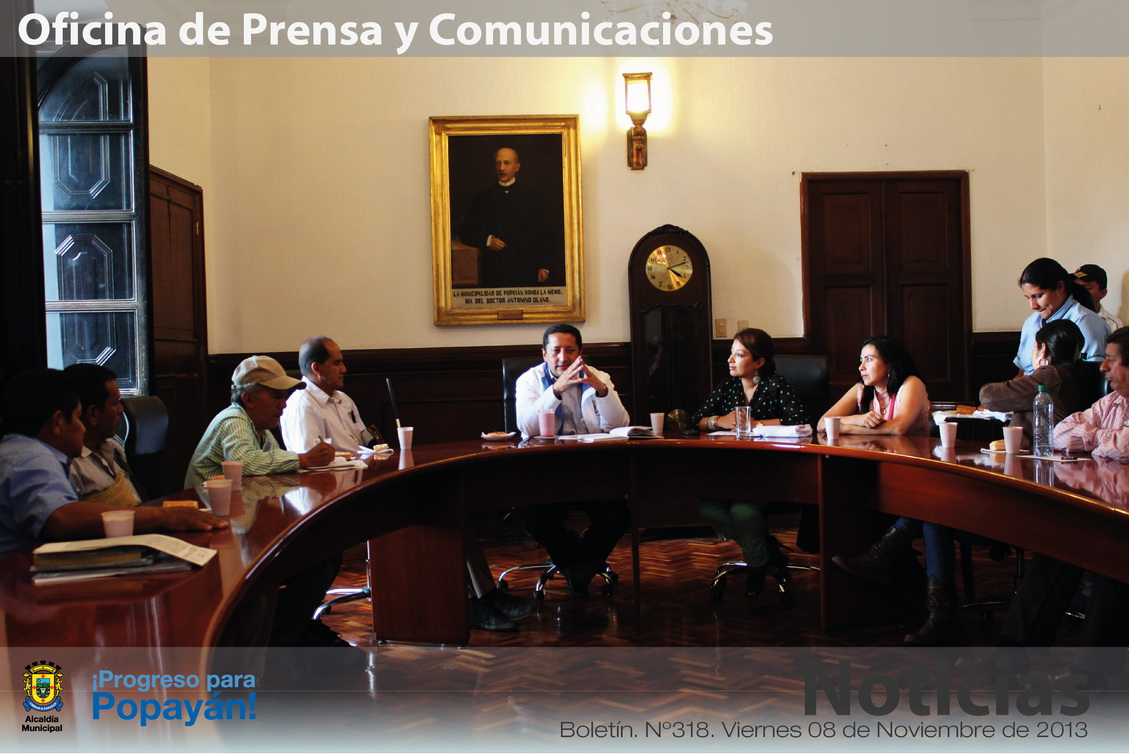 Oficina de Prensa y Comunicaciones
LA MUNICIPALIDAD DE POPAYÁN HONRA LA MEMO-
RIA DEL DOCTOR ANTONINO OLANO
¡Progreso para
Popayán!
Alcaldía
Municipal
Noticias
Boletín. Nº318. Viernes 08 de Noviembre de 2013